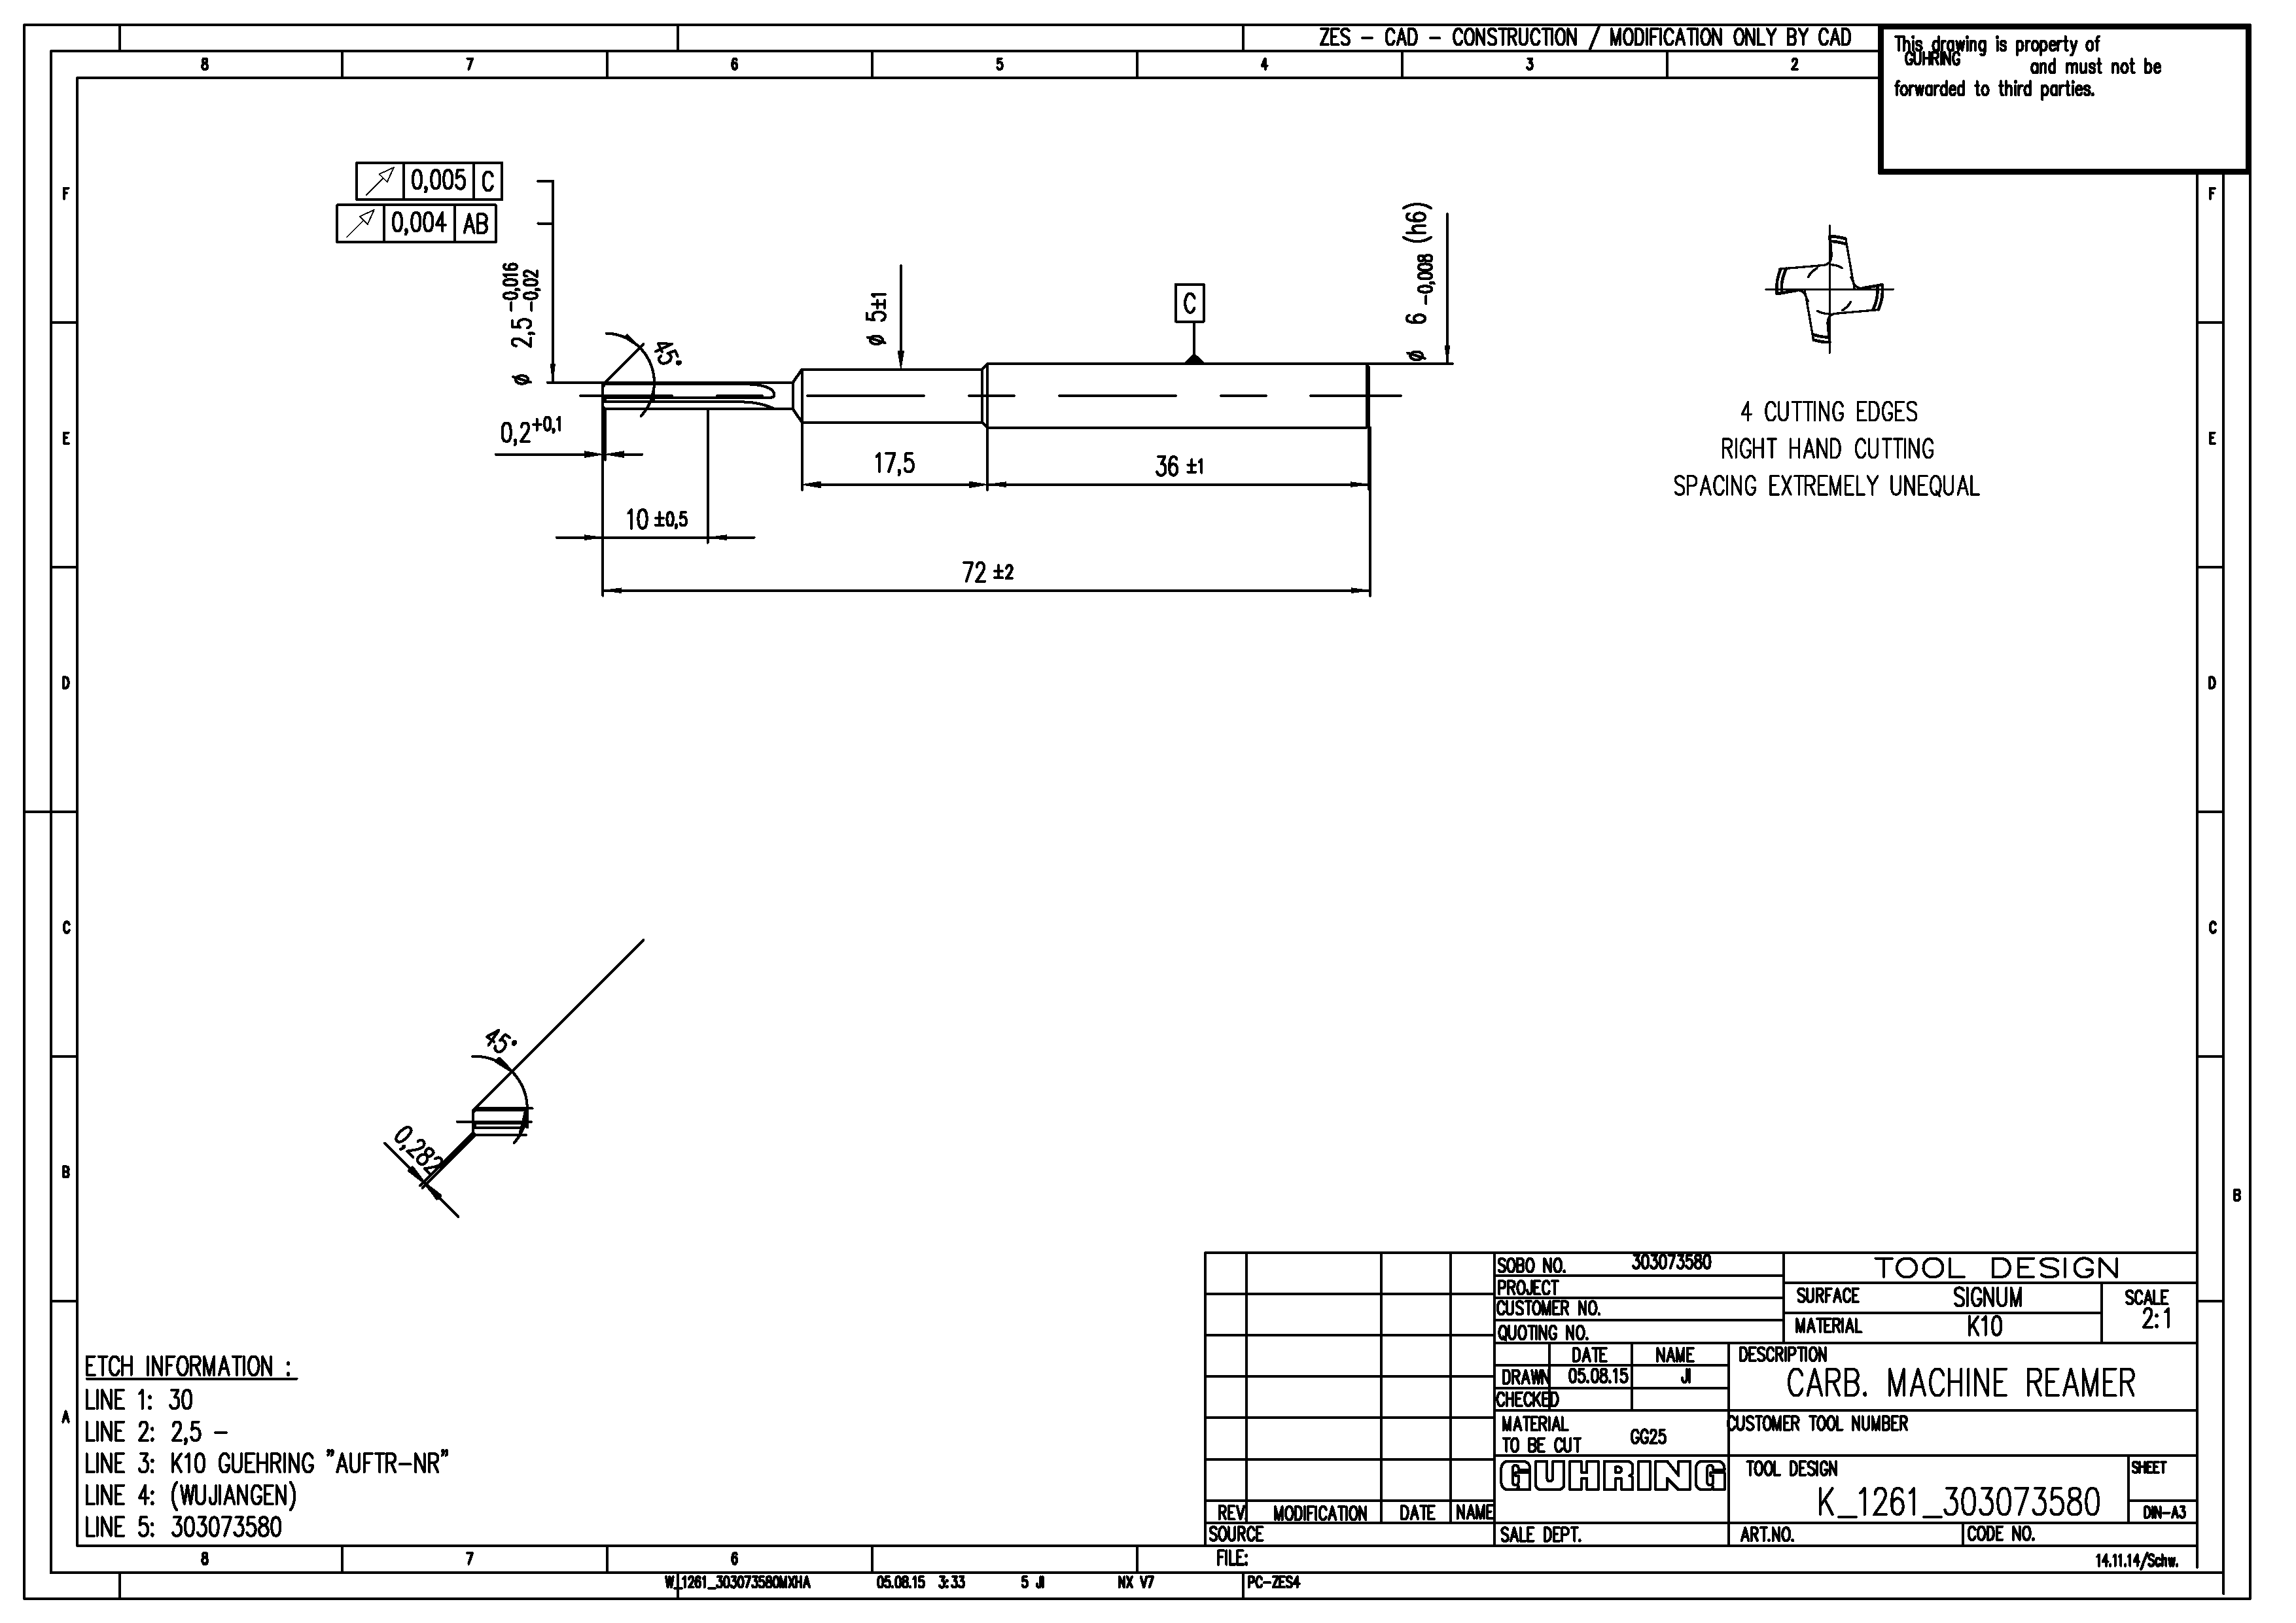 ZES – CAD – CONSTRUCTION / MODIFICATION ONLY BY CAD
This drawing is property of
GUHRING
and must not be
forwarded to third parties.
8 7 6 5 4 3 2
F
F
E
E
D
D
C
C
B
B
A
0,005 C
0,004 AB
ø 2,5 –0,016 –0,02
45°
ø 5±1
C
ø 6 –0,008 (h6)
0,2+0,1
17,5
36 ±1
10 ±0,5
72 ±2
4 CUTTING EDGES
RIGHT HAND CUTTING
SPACING EXTREMELY UNEQUAL
45°
0,282
ETCH INFORMATION :
LINE 1: 30
LINE 2: 2,5 –
LINE 3: K10 GUEHRING "AUFTR–NR"
LINE 4: (WUJIANGEN)
LINE 5: 303073580
SOBO NO. 303073580
PROJECT
CUSTOMER NO.
QUOTING NO.
TOOL DESIGN
SURFACE SIGNUM
MATERIAL K10
SCALE
2:1
DATE NAME
DRAWN 05.08.15 JI
CHECKED
DESCRIPTION
CARB. MACHINE REAMER
MATERIAL
TO BE CUT GG25
CUSTOMER TOOL NUMBER
GUHRING
TOOL DESIGN
K_1261_303073580
SHEET
DIN–A3
REV MODIFICATION DATE NAME
SOURCE
SALE DEPT.
ART.NO.
CODE NO.
FILE:
14.11.14/Schw.
8 7 6
W_1261_303073580MXHA 05.08.15 3:33 5 JI NX V7 PC–ZES4